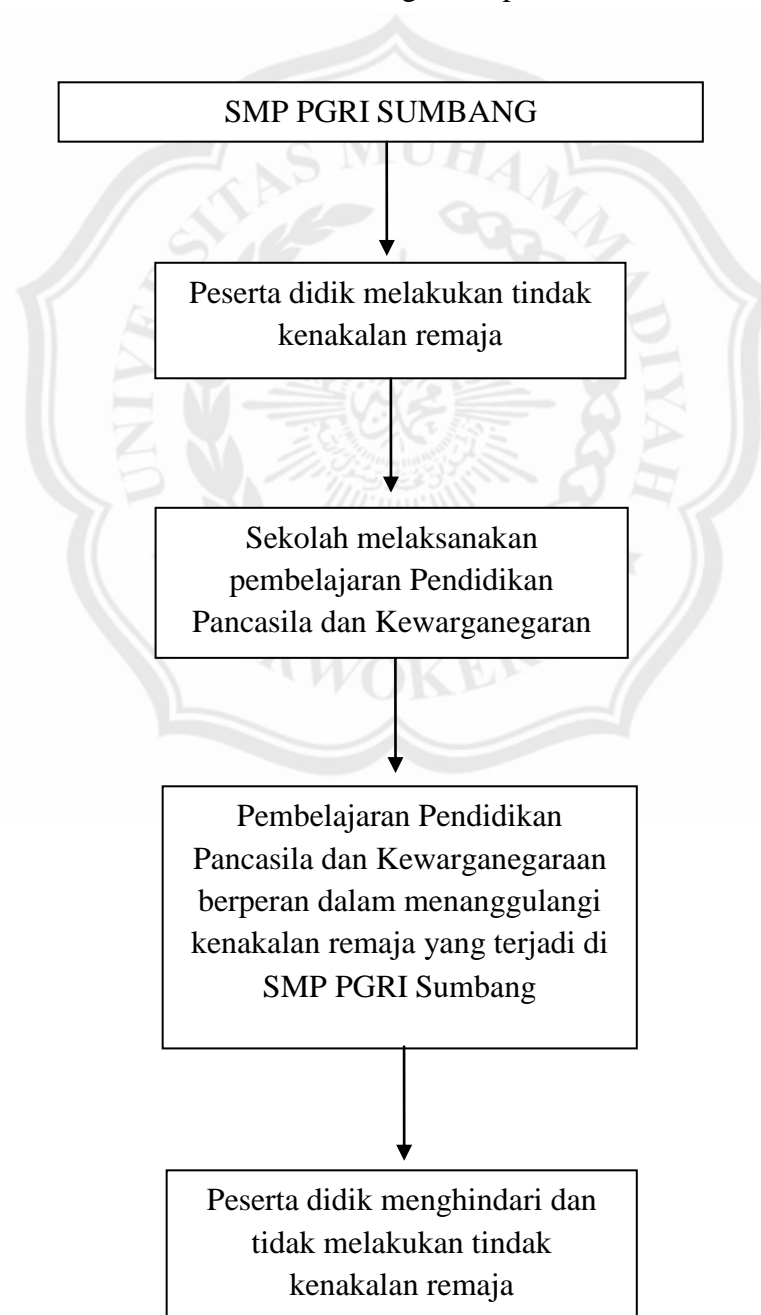 SMP PGRI SUMBANG
Peserta didik melakukan tindak
kenakalan remaja
Sekolah melaksanakan
pembelajaran Pendidikan
Pancasila dan Kewarganegaran
Pembelajaran Pendidikan
Pancasila dan Kewarganegaraan
berperan dalam menanggulangi
kenakalan remaja yang terjadi di
SMP PGRI Sumbang
Peserta didik menghindari dan
tidak melakukan tindak
kenakalan remaja